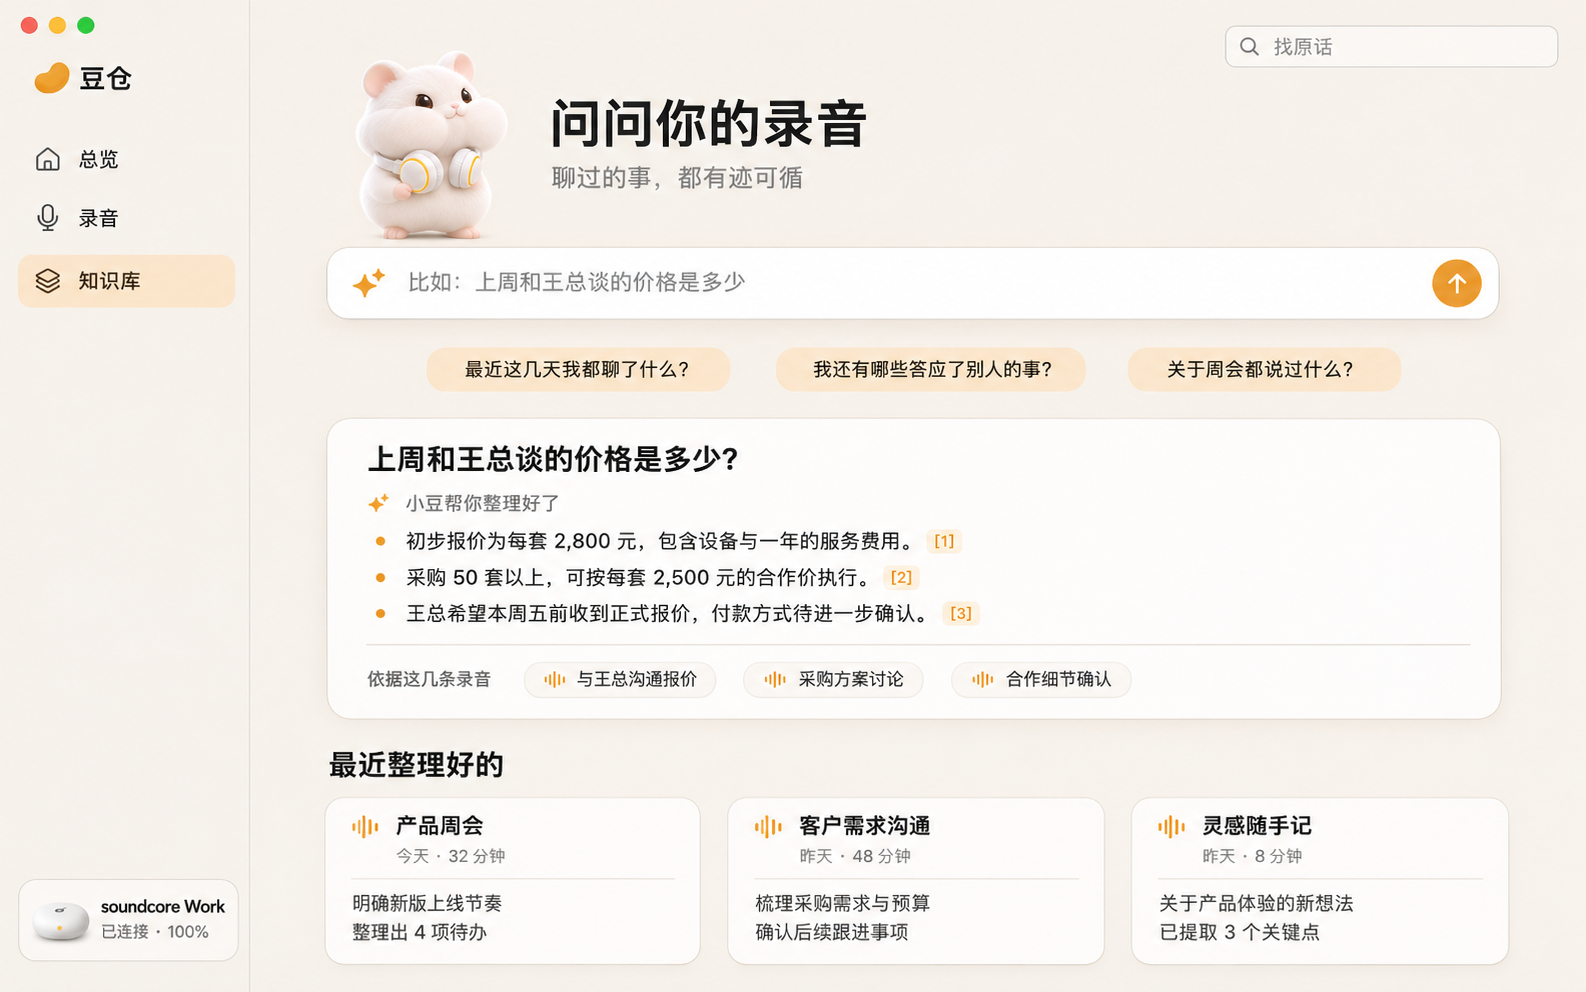 豆仓
总览
录音
知识库
soundcore Work
已连接 · 100%
找原话
问问你的录音
聊过的事，都有迹可循
比如：上周和王总谈的价格是多少
最近这几天我都聊了什么？
我还有哪些答应了别人的事？
关于周会都说过什么？
上周和王总谈的价格是多少？
小豆帮你整理好了
初步报价为每套 2,800 元，包含设备与一年的服务费用。 [1]
采购 50 套以上，可按每套 2,500 元的合作价执行。 [2]
王总希望本周五前收到正式报价，付款方式待进一步确认。 [3]
依据这几条录音
与王总沟通报价
采购方案讨论
合作细节确认
最近整理好的
产品周会
今天 · 32 分钟
明确新版上线节奏
整理出 4 项待办
客户需求沟通
昨天 · 48 分钟
梳理采购需求与预算
确认后续跟进事项
灵感随手记
昨天 · 8 分钟
关于产品体验的新想法
已提取 3 个关键点